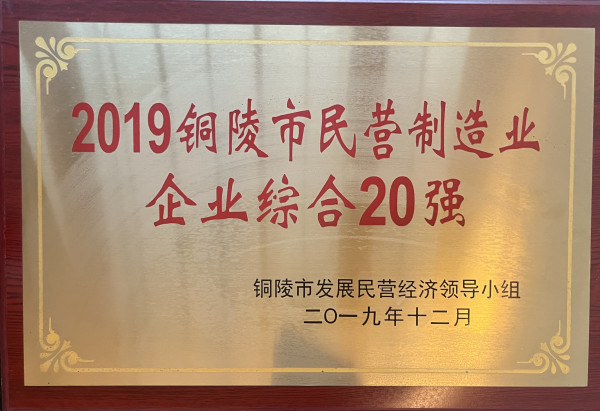 2019铜陵市民营制造业
企业综合20强
铜陵市发展民营经济领导小组
二〇一九年十二月